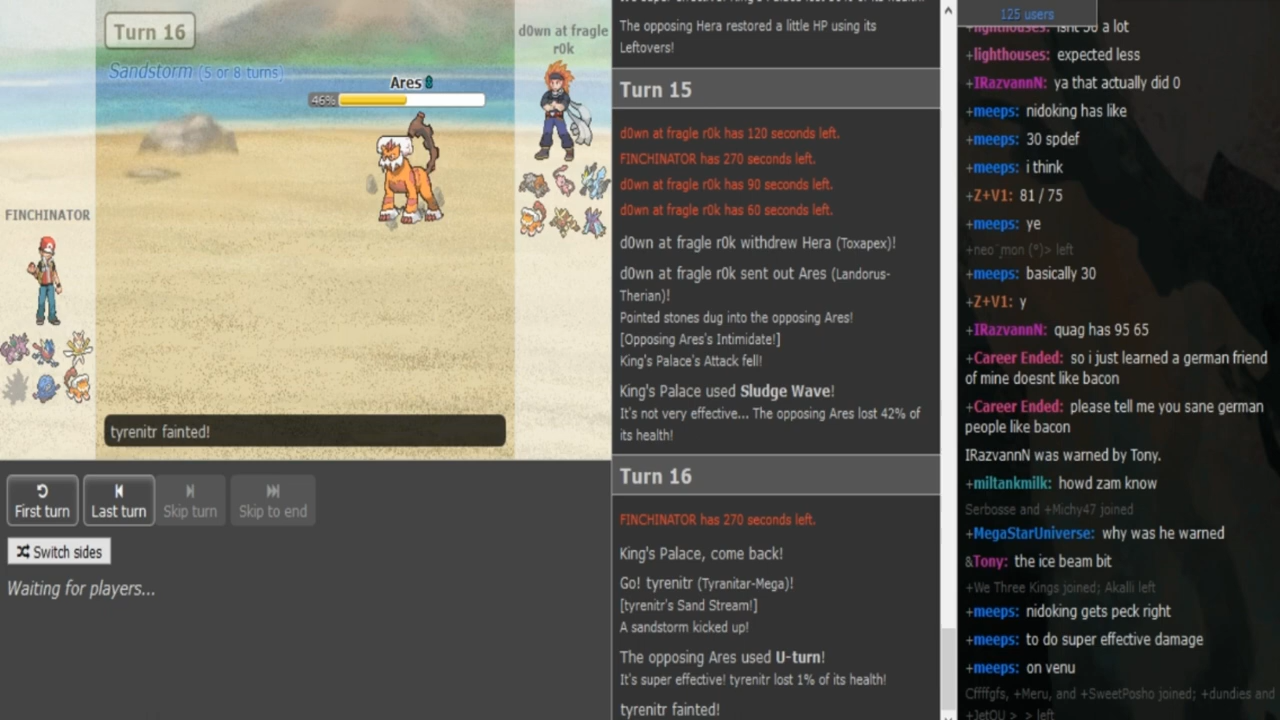 Turn 16
Sandstorm (5 or 8 turns)
Ares
46%
FINCHINATOR
d0wn at fragle
r0k
tyrenitr fainted!
First turn
Last turn
Skip turn
Skip to end
Switch sides
Waiting for players...
The opposing Hera restored a little HP using its
Leftovers!
Turn 15
d0wn at fragle r0k has 120 seconds left.
FINCHINATOR has 270 seconds left.
d0wn at fragle r0k has 90 seconds left.
d0wn at fragle r0k has 60 seconds left.
d0wn at fragle r0k withdrew Hera (Toxapex)!
d0wn at fragle r0k sent out Ares (Landorus-
Therian)!
Pointed stones dug into the opposing Ares!
[Opposing Ares's Intimidate!]
King's Palace's Attack fell!
King's Palace used Sludge Wave!
It's not very effective... The opposing Ares lost 42% of
its health!
Turn 16
FINCHINATOR has 270 seconds left.
King's Palace, come back!
Go! tyrenitr (Tyranitar-Mega)!
[tyrenitr's Sand Stream!]
A sandstorm kicked up!
The opposing Ares used U-turn!
It's super effective! tyrenitr lost 1% of its health!
tyrenitr fainted!
125 users
+lighthouses: isnt 30 a lot
+lighthouses: expected less
+IRazvannN: ya that actually did 0
+meeps: nidoking has like
+meeps: 30 spdef
+meeps: i think
+Z+V1: 81 / 75
+meeps: ye
left
+meeps: basically 30
+Z+V1: y
+IRazvannN: quag has 95 65
+Career Ended: so i just learned a german friend
of mine doesnt like bacon
+Career Ended: please tell me you sane german
people like bacon
IRazvannN was warned by Tony.
+miltankmilk: howd zam know
Serbosse and +Michy47 joined
+MegaStarUniverse: why was he warned
&Tony: the ice beam bit
+We Three Kings joined; Akalli left
+meeps: nidoking gets peck right
+meeps: to do super effective damage
+meeps: on venu
+Meru, and +SweetPosho joined; +dundies and
left